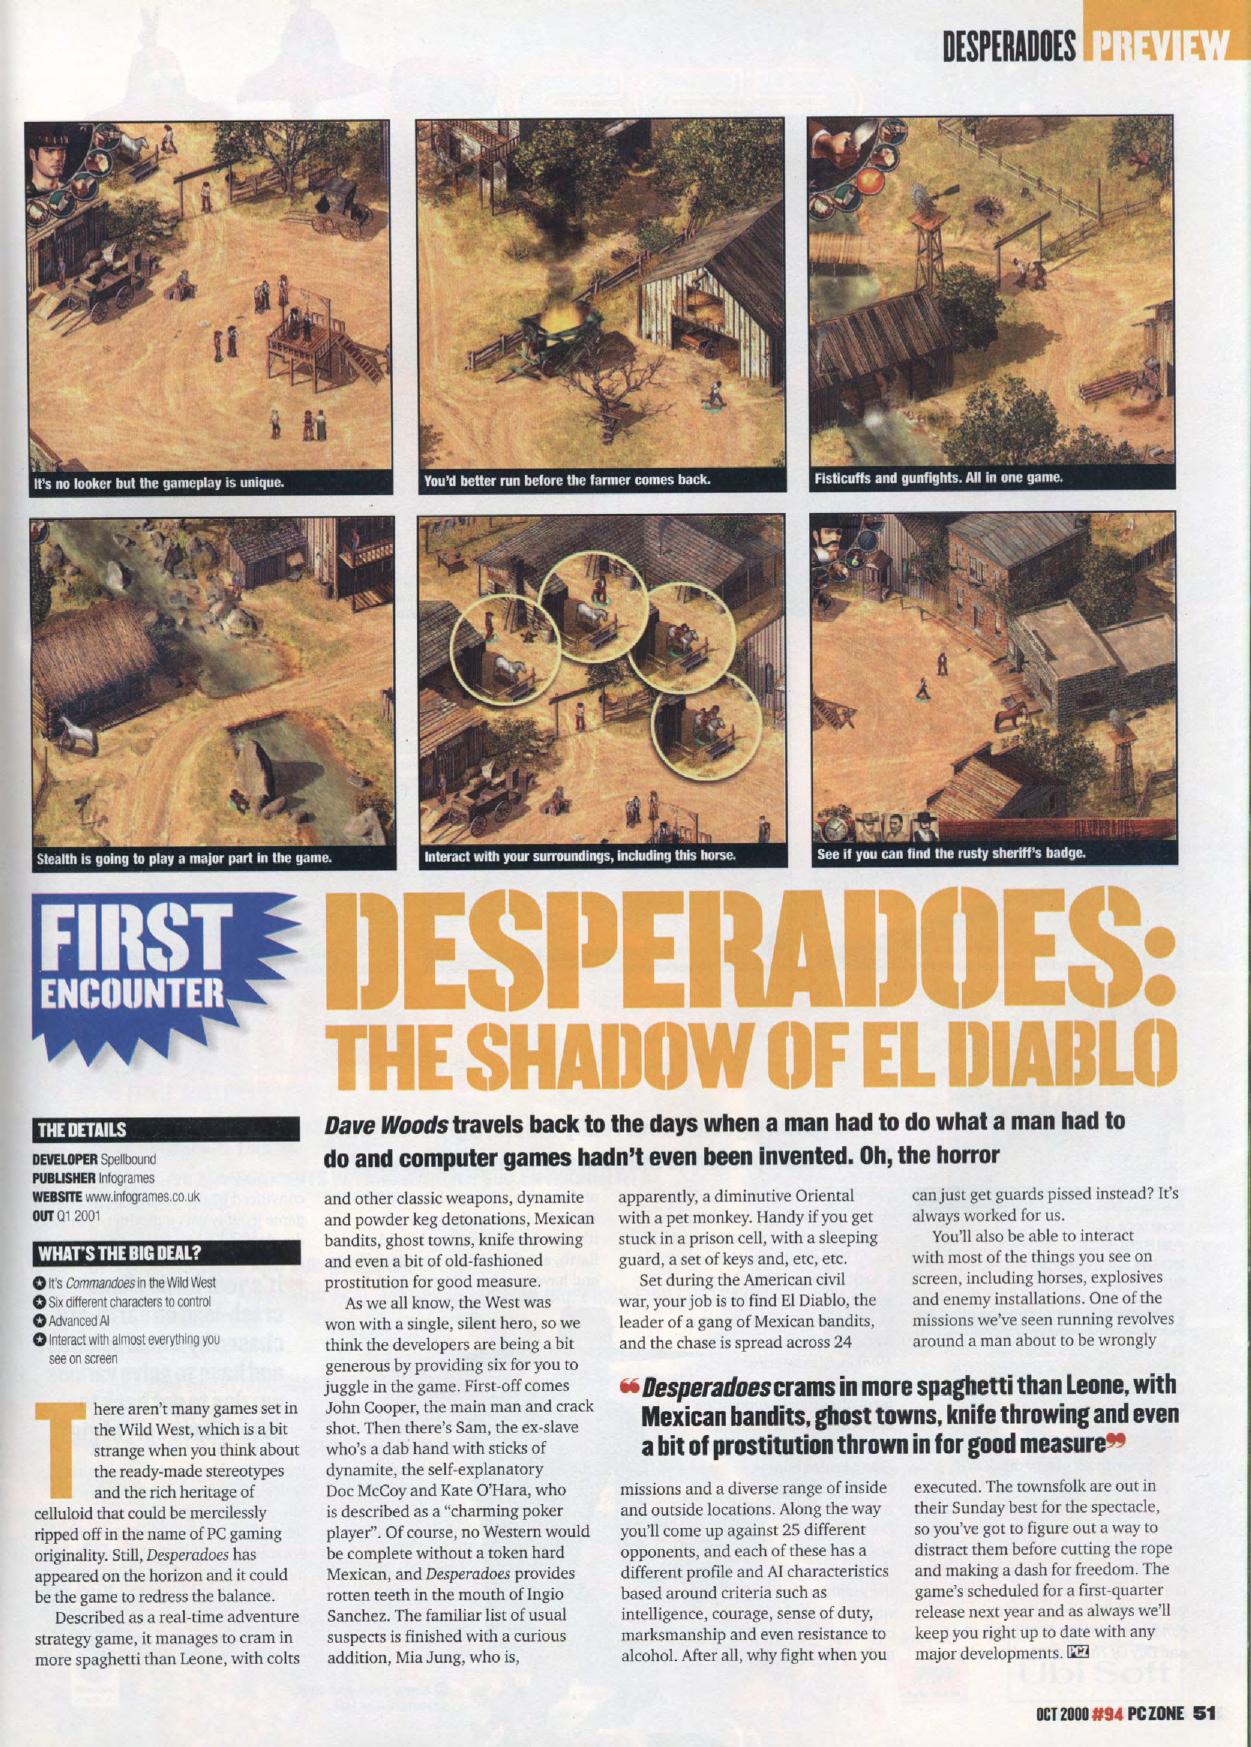 DESPERADOES PREVIEW
It's no looker but the gameplay is unique.
You'd better run before the farmer comes back.
Fisticuffs and gunfights. All in one game.
Stealth is going to play a major part in the game.
Interact with your surroundings, including this horse.
See if you can find the rusty sheriff's badge.
FIRST
ENCOUNTER
DESPERADOES:
THE SHADOW OF EL DIABLO
Dave Woods travels back to the days when a man had to do what a man had to
do and computer games hadn't even been invented. Oh, the horror
THE DETAILS
DEVELOPER Spellbound
PUBLISHER Infogrames
WEBSITE www.infogrames.co.uk
OUT Q1 2001
WHAT'S THE BIG DEAL?
It's Commandoes in the Wild West
Six different characters to control
Advanced AI
Interact with almost everything you
see on screen
There aren't many games set in
the Wild West, which is a bit
strange when you think about
the ready-made stereotypes
and the rich heritage of
celluloid that could be mercilessly
ripped off in the name of PC gaming
originality. Still, Desperadoes has
appeared on the horizon and it could
be the game to redress the balance.
Described as a real-time adventure
strategy game, it manages to cram in
more spaghetti than Leone, with colts
and other classic weapons, dynamite
and powder keg detonations, Mexican
bandits, ghost towns, knife throwing
and even a bit of old-fashioned
prostitution for good measure.
As we all know, the West was
won with a single, silent hero, so we
think the developers are being a bit
generous by providing six for you to
juggle in the game. First-off comes
John Cooper, the main man and crack
shot. Then there's Sam, the ex-slave
who's a dab hand with sticks of
dynamite, the self-explanatory
Doc McCoy and Kate O'Hara, who
is described as a "charming poker
player". Of course, no Western would
be complete without a token hard
Mexican, and Desperadoes provides
rotten teeth in the mouth of Ingio
Sanchez. The familiar list of usual
suspects is finished with a curious
addition, Mia Jung, who is,
apparently, a diminutive Oriental
with a pet monkey. Handy if you get
stuck in a prison cell, with a sleeping
guard, a set of keys and, etc, etc.
Set during the American civil
war, your job is to find El Diablo, the
leader of a gang of Mexican bandits,
and the chase is spread across 24
missions and a diverse range of inside
and outside locations. Along the way
you'll come up against 25 different
opponents, and each of these has a
different profile and AI characteristics
based around criteria such as
intelligence, courage, sense of duty,
marksmanship and even resistance to
alcohol. After all, why fight when you
can just get guards pissed instead? It's
always worked for us.
You'll also be able to interact
with most of the things you see on
screen, including horses, explosives
and enemy installations. One of the
missions we've seen running revolves
around a man about to be wrongly
executed. The townsfolk are out in
their Sunday best for the spectacle,
so you've got to figure out a way to
distract them before cutting the rope
and making a dash for freedom. The
game's scheduled for a first-quarter
release next year and as always we'll
keep you right up to date with any
major developments. PCZ
“Desperadoes crams in more spaghetti than Leone, with
Mexican bandits, ghost towns, knife throwing and even
a bit of prostitution thrown in for good measure”
OCT 2000 #94 PC ZONE 51